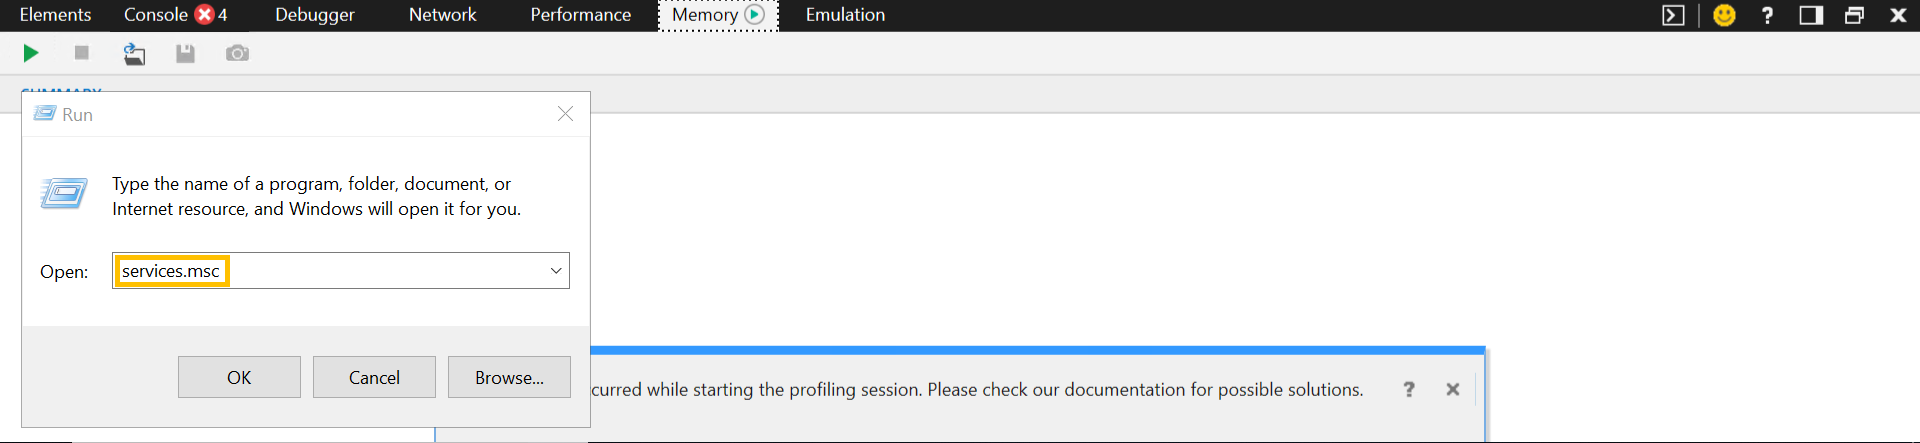 Elements Console 4 Debugger Network Performance Memory Emulation ?
Run
Type the name of a program, folder, document, or
Internet resource, and Windows will open it for you.
Open: services.msc
OK Cancel Browse...
curred while starting the profiling session. Please check our documentation for possible solutions. ?